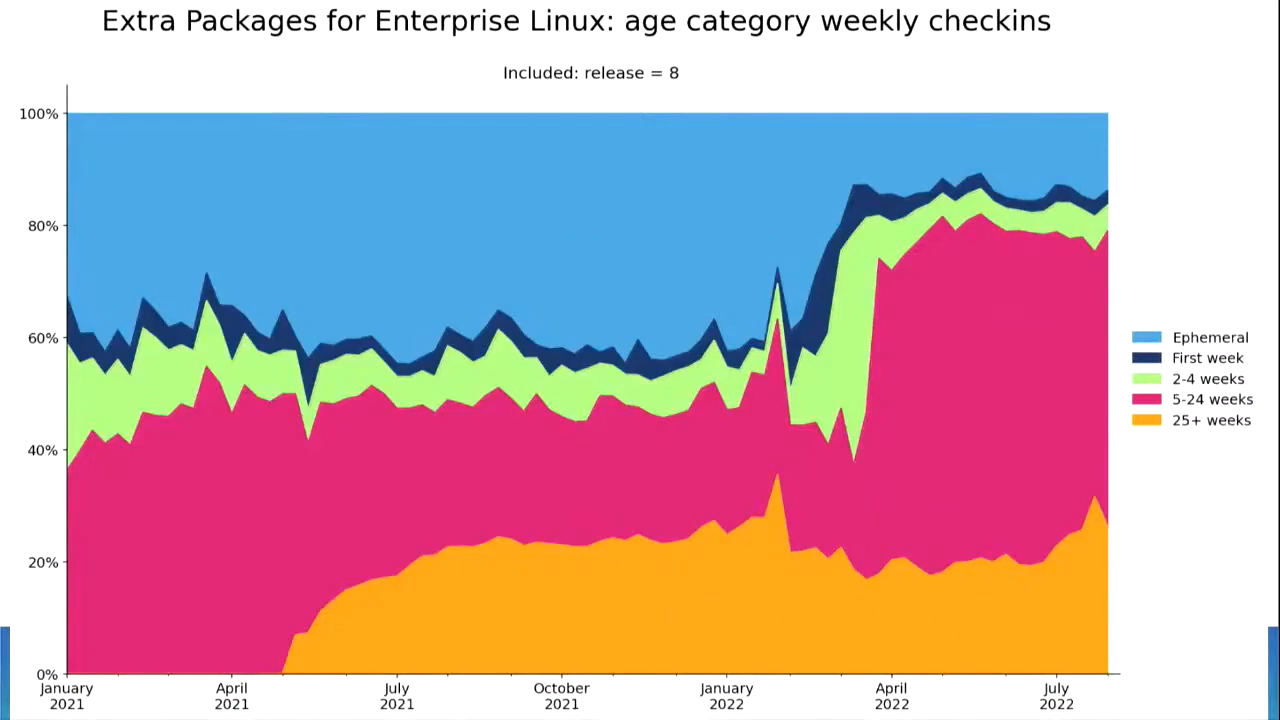 Extra Packages for Enterprise Linux: age category weekly checkins
Included: release = 8
100%
80%
60%
40%
20%
0%
January
2021
April
2021
July
2021
October
2021
January
2022
April
2022
July
2022
Ephemeral
First week
2-4 weeks
5-24 weeks
25+ weeks